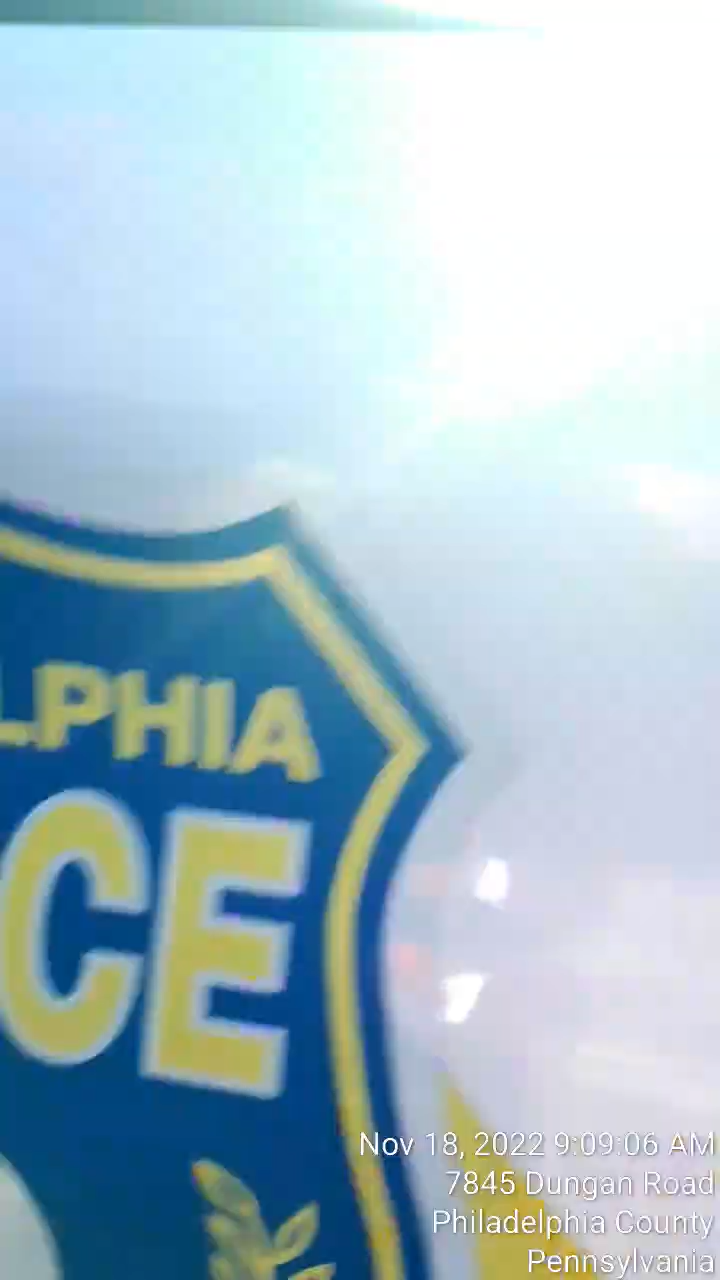 LPHIA
CE
Nov 18, 2022 9:09:06 AM
7845 Dungan Road
Philadelphia County
Pennsylvania